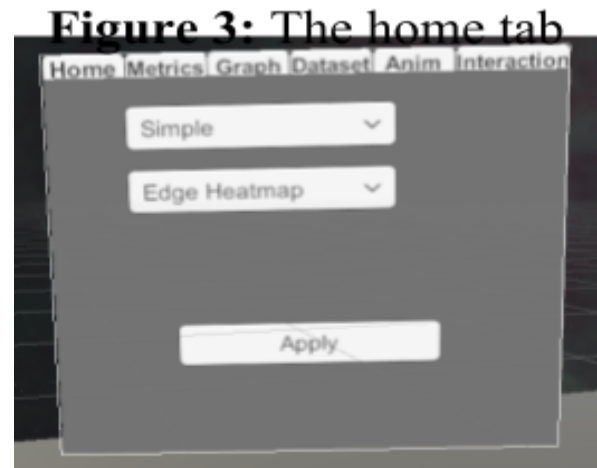 Figure 3: The home tab
Home Metrics Graph Dataset Anim Interaction
Simple
Edge Heatmap
Apply